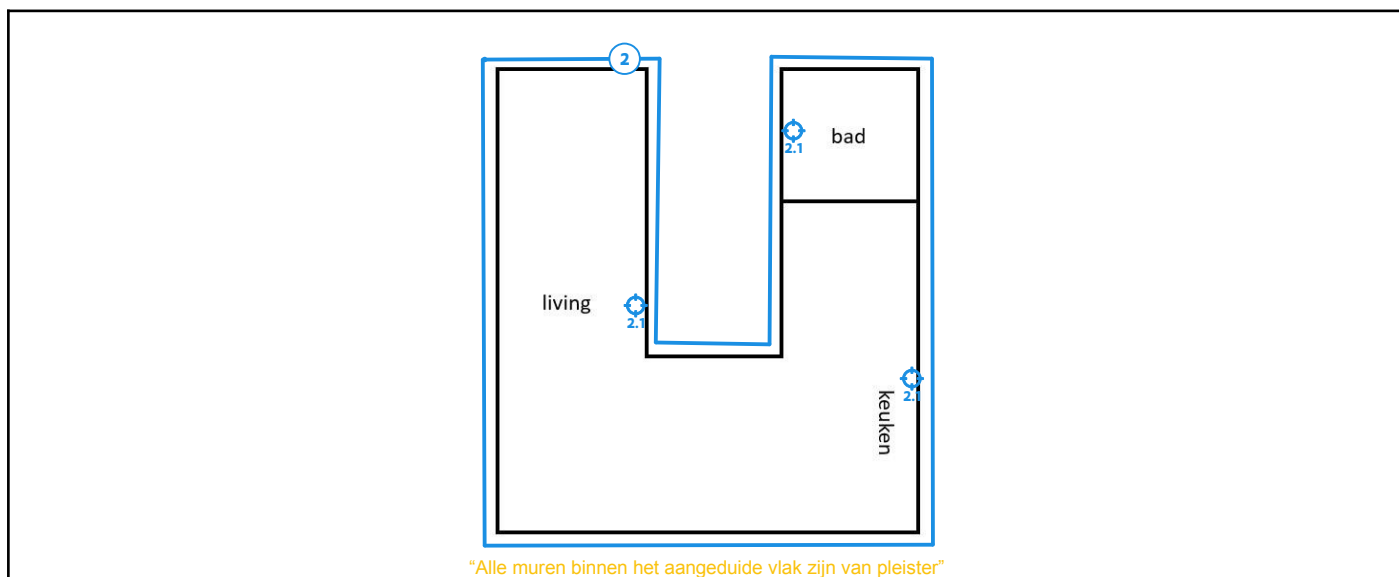 2
2.1
bad
living
2.1
2.1
keuken
“Alle muren binnen het aangeduide vlak zijn van pleister”